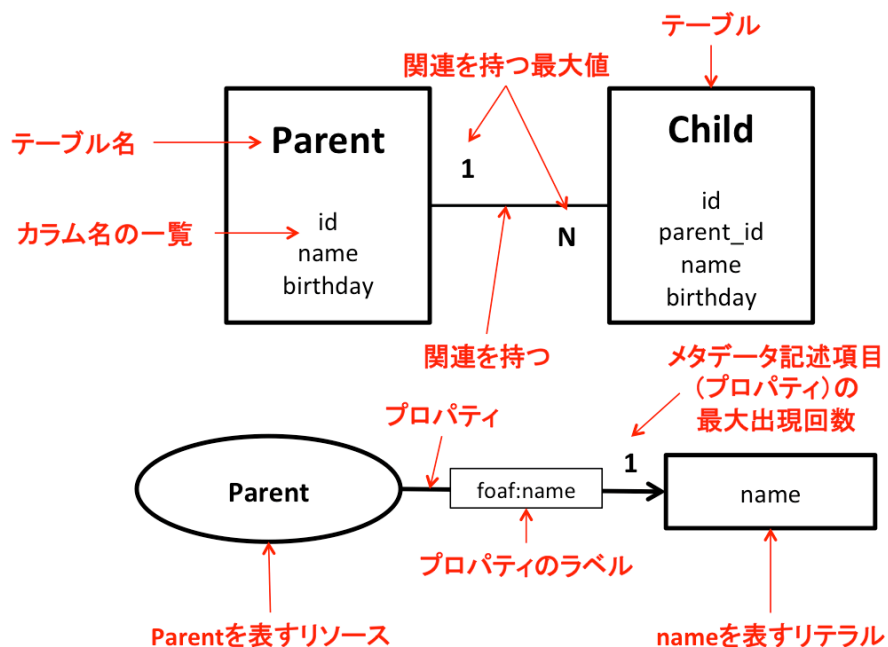 テーブル
関連を持つ最大値
テーブル名
Parent
1
Child
カラム名の一覧
id
name
birthday
N
id
parent_id
name
birthday
関連を持つ
メタデータ記述項目
(プロパティ)の
最大出現回数
プロパティ
1
Parent
foaf:name
name
プロパティのラベル
Parentを表すリソース
nameを表すリテラル